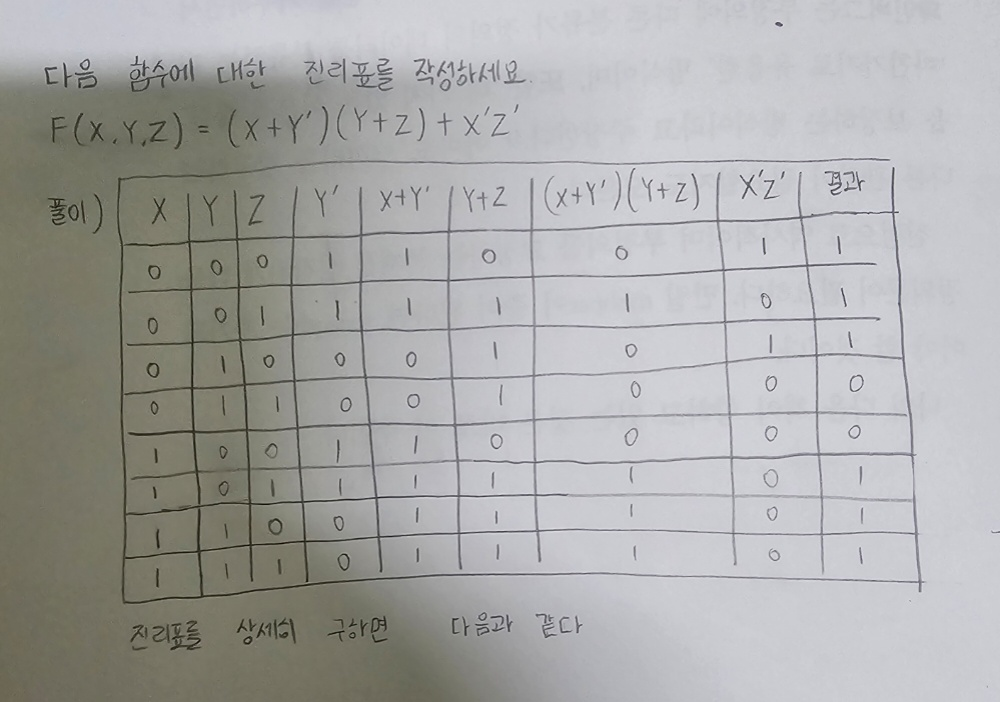 다음 함수에 대한 진리표를 작성하세요
F(X,Y,Z) = (X+Y')(Y+Z) + X'Z'
풀이) X Y Z Y' X+Y' Y+Z (X+Y')(Y+Z) X'Z' 결과
0 0 0 1 1 0 0 1 1
0 0 1 1 1 1 1 0 1
0 1 0 0 0 1 0 1 1
0 1 1 0 0 1 0 0 0
1 0 0 1 1 0 0 0 0
1 0 1 1 1 1 1 0 1
1 1 0 0 1 1 1 0 1
1 1 1 0 1 1 1 0 1
진리표를 상세히 구하면 다음과 같다